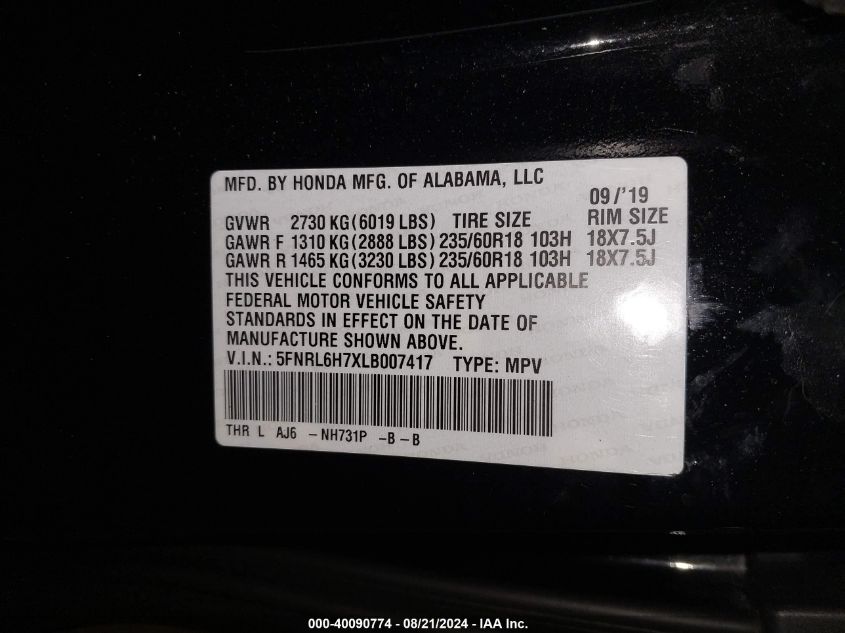 MFD. BY HONDA MFG. OF ALABAMA, LLC
09/'19
GVWR 2730 KG(6019 LBS) TIRE SIZE RIM SIZE
GAWR F 1310 KG(2888 LBS) 235/60R18 103H 18X7.5J
GAWR R 1465 KG(3230 LBS) 235/60R18 103H 18X7.5J
THIS VEHICLE CONFORMS TO ALL APPLICABLE
FEDERAL MOTOR VEHICLE SAFETY
STANDARDS IN EFFECT ON THE DATE OF
MANUFACTURE SHOWN ABOVE.
V.I.N.: 5FNRL6H7XLB007417 TYPE: MPV
THR L AJ6 -NH731P -B-B
000-40090774 - 08/21/2024 - IAA Inc.